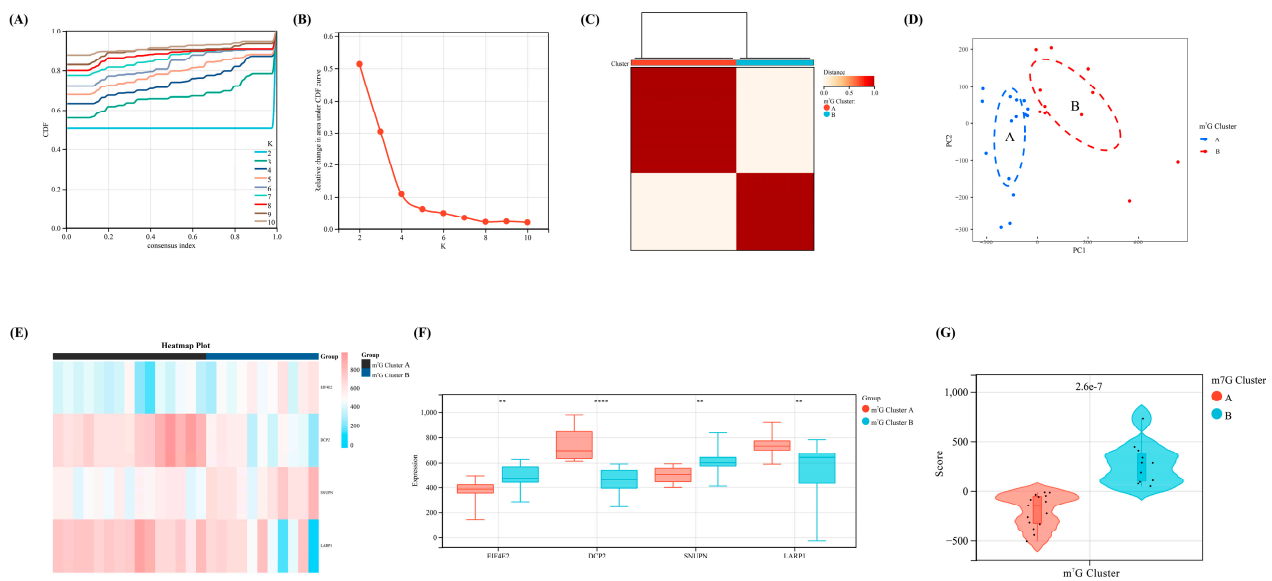 (A)
1.0
0.8
0.6
0.4
0.2
0.0
CDF
0.0
0.2
0.4
0.6
0.8
1.0
consensus index
K
2
3
4
5
6
7
8
9
10
(B)
0.6
0.5
0.4
0.3
0.2
0.1
0.0
Relative change in area under CDF curve
2
4
6
8
10
K
(C)
Cluster
Distance
0.0
0.5
1.0
m⁷G Cluster:
A
B
(D)
200
100
0
−100
−200
−300
PC2
−300
0
300
600
PC1
A
B
m⁷G Cluster
A
B
(E)
Heatmap Plot
Group
EIF4E2
DCP2
SNUPN
LARP1
800
600
400
200
0
Group
m⁷G Cluster A
m⁷G Cluster B
(F)
1,000
800
600
400
200
0
Expression
**
****
**
**
EIF4E2
DCP2
SNUPN
LARP1
Group
m⁷G Cluster A
m⁷G Cluster B
(G)
1,000
500
0
−500
Score
2.6e-7
m⁷G Cluster
m7G Cluster
A
B